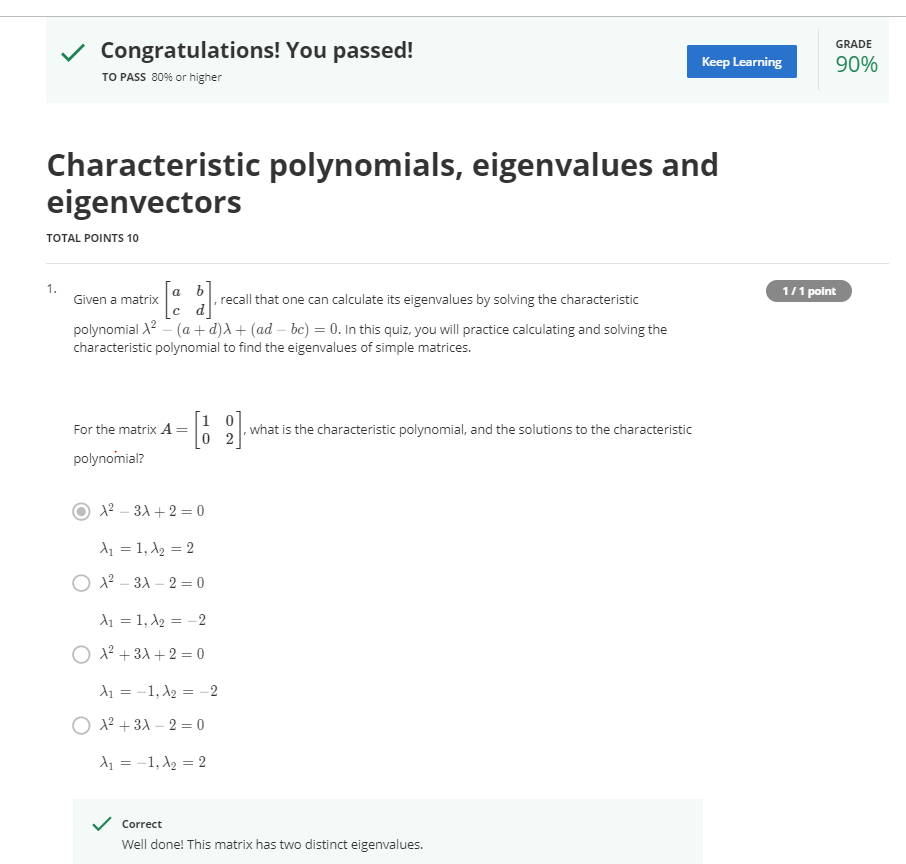 Congratulations! You passed!
TO PASS 80% or higher
Keep Learning
GRADE
90%
Characteristic polynomials, eigenvalues and
eigenvectors
TOTAL POINTS 10
1.
Given a matrix [a b; c d], recall that one can calculate its eigenvalues by solving the characteristic
polynomial λ² − (a + d)λ + (ad − bc) = 0. In this quiz, you will practice calculating and solving the
characteristic polynomial to find the eigenvalues of simple matrices.
1 / 1 point
For the matrix A = [1 0; 0 2], what is the characteristic polynomial, and the solutions to the characteristic
polynomial?
λ² − 3λ + 2 = 0
λ₁ = 1, λ₂ = 2
λ² − 3λ − 2 = 0
λ₁ = 1, λ₂ = −2
λ² + 3λ + 2 = 0
λ₁ = −1, λ₂ = −2
λ² + 3λ − 2 = 0
λ₁ = −1, λ₂ = 2
Correct
Well done! This matrix has two distinct eigenvalues.